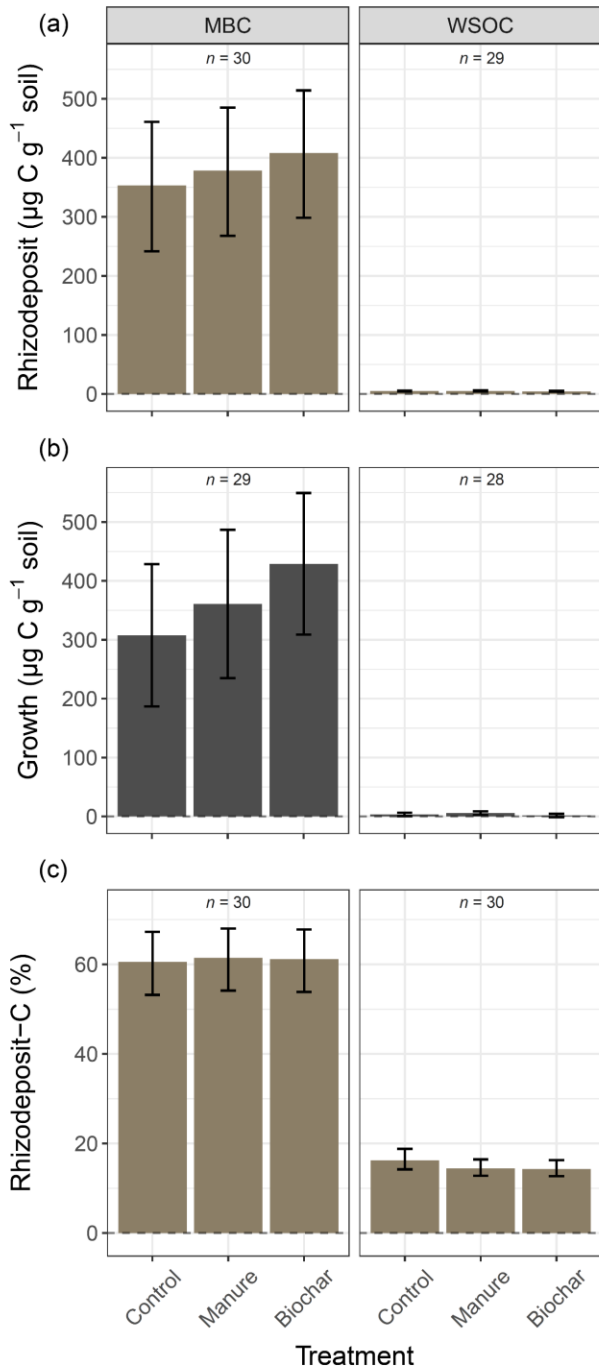 (a)
MBC
WSOC
n = 30
n = 29
Rhizodeposit (µg C g⁻¹ soil)
500
400
300
200
100
0
(b)
n = 29
n = 28
Growth (µg C g⁻¹ soil)
500
400
300
200
100
0
(c)
n = 30
n = 30
Rhizodeposit−C (%)
60
40
20
0
Control
Manure
Biochar
Control
Manure
Biochar
Treatment